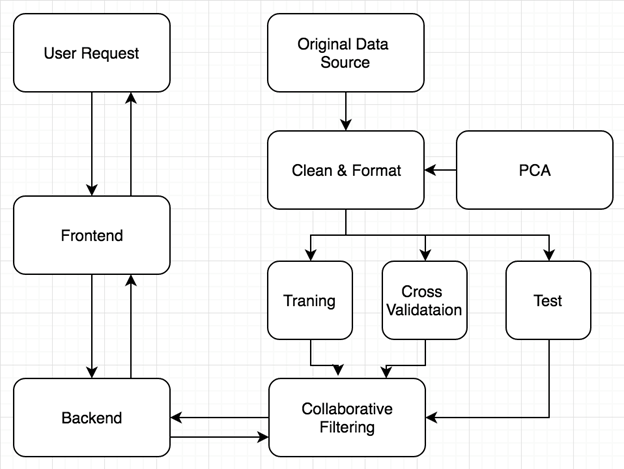 User Request
Original Data
Source
Clean & Format
PCA
Frontend
Traning
Cross
Validataion
Test
Backend
Collaborative
Filtering